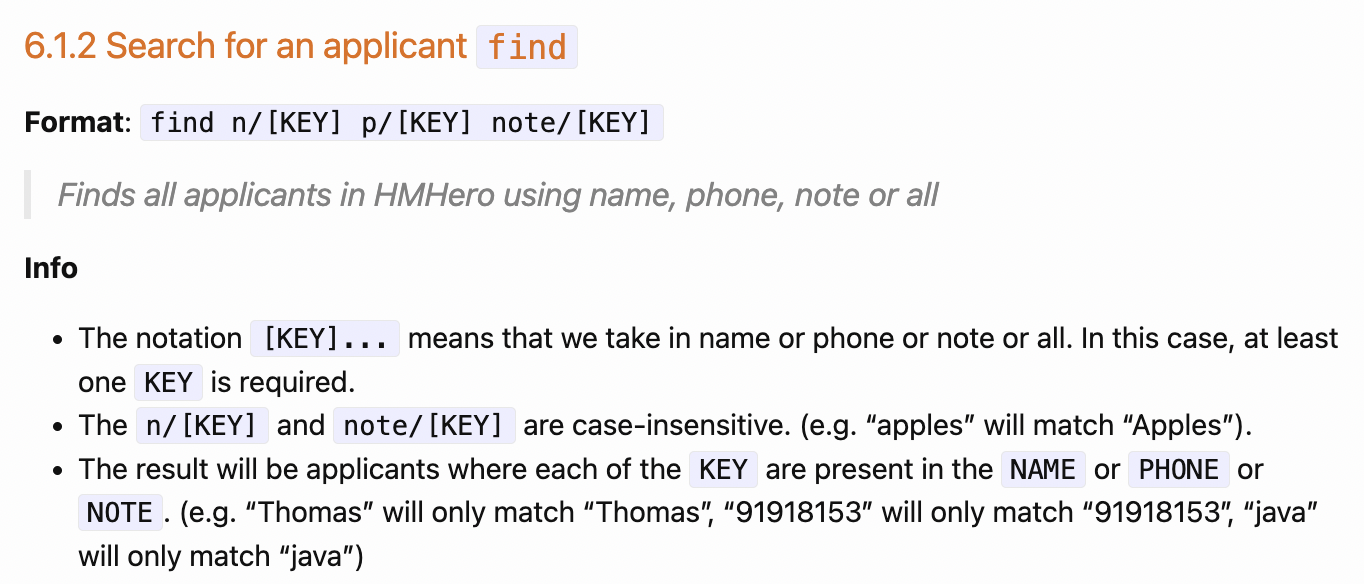 6.1.2 Search for an applicant find
Format: find n/[KEY] p/[KEY] note/[KEY]
Finds all applicants in HMHero using name, phone, note or all
Info
• The notation [KEY]... means that we take in name or phone or note or all. In this case, at least
one KEY is required.
• The n/[KEY] and note/[KEY] are case-insensitive. (e.g. “apples” will match “Apples”).
• The result will be applicants where each of the KEY are present in the NAME or PHONE or
NOTE. (e.g. “Thomas” will only match “Thomas”, “91918153” will only match “91918153”, “java”
will only match “java”)